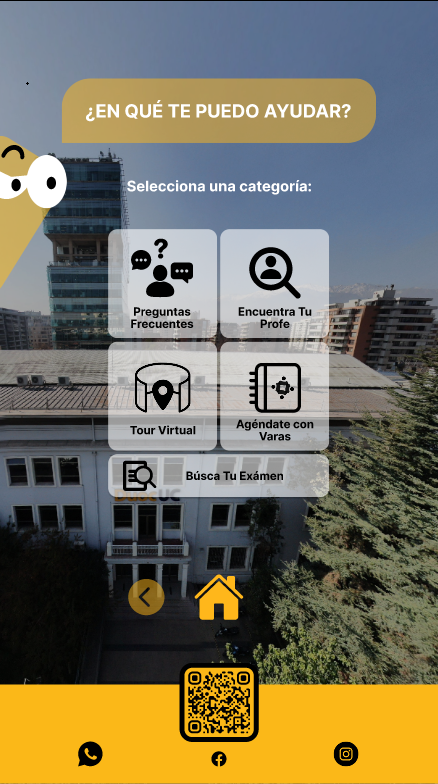 ¿EN QUÉ TE PUEDO AYUDAR?
Selecciona una categoría:
Preguntas
Frecuentes
Encuentra Tu
Profe
Tour Virtual
Agéndate con
Varas
Búsca Tu Exámen
UC